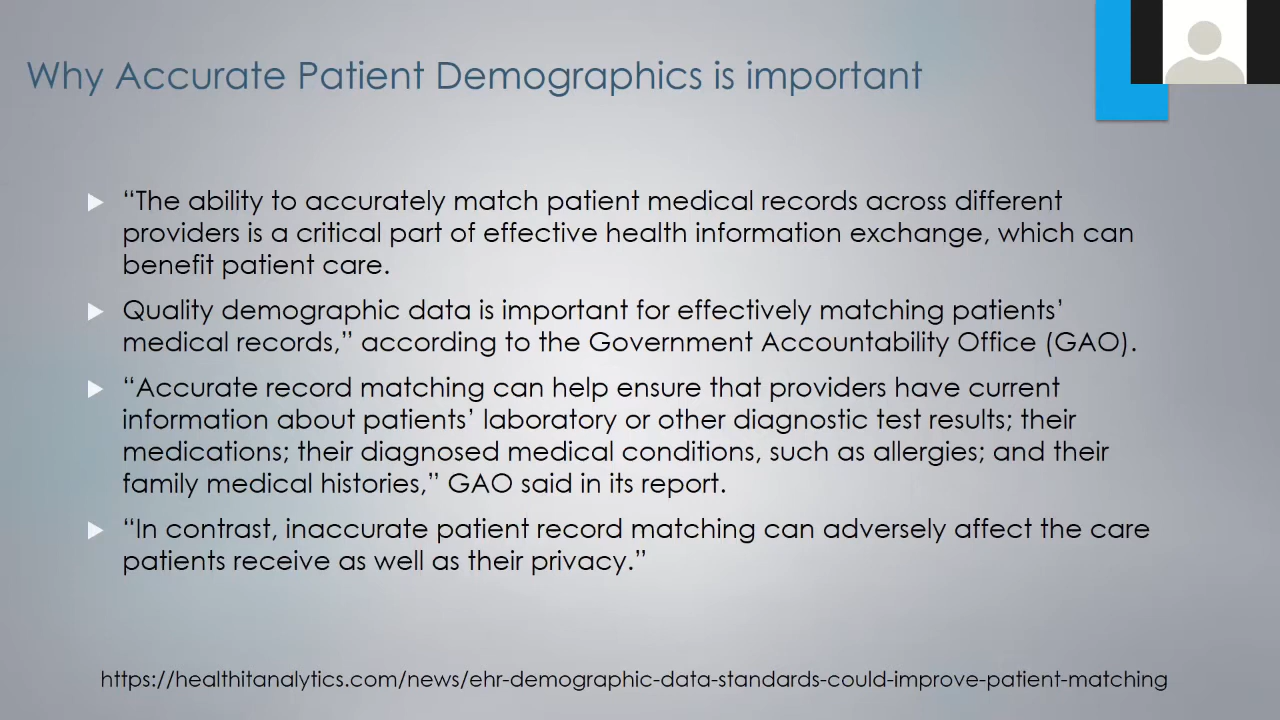 Why Accurate Patient Demographics is important
“The ability to accurately match patient medical records across different
providers is a critical part of effective health information exchange, which can
benefit patient care.
Quality demographic data is important for effectively matching patients’
medical records,” according to the Government Accountability Office (GAO).
“Accurate record matching can help ensure that providers have current
information about patients’ laboratory or other diagnostic test results; their
medications; their diagnosed medical conditions, such as allergies; and their
family medical histories,” GAO said in its report.
“In contrast, inaccurate patient record matching can adversely affect the care
patients receive as well as their privacy.”
https://healthitanalytics.com/news/ehr-demographic-data-standards-could-improve-patient-matching